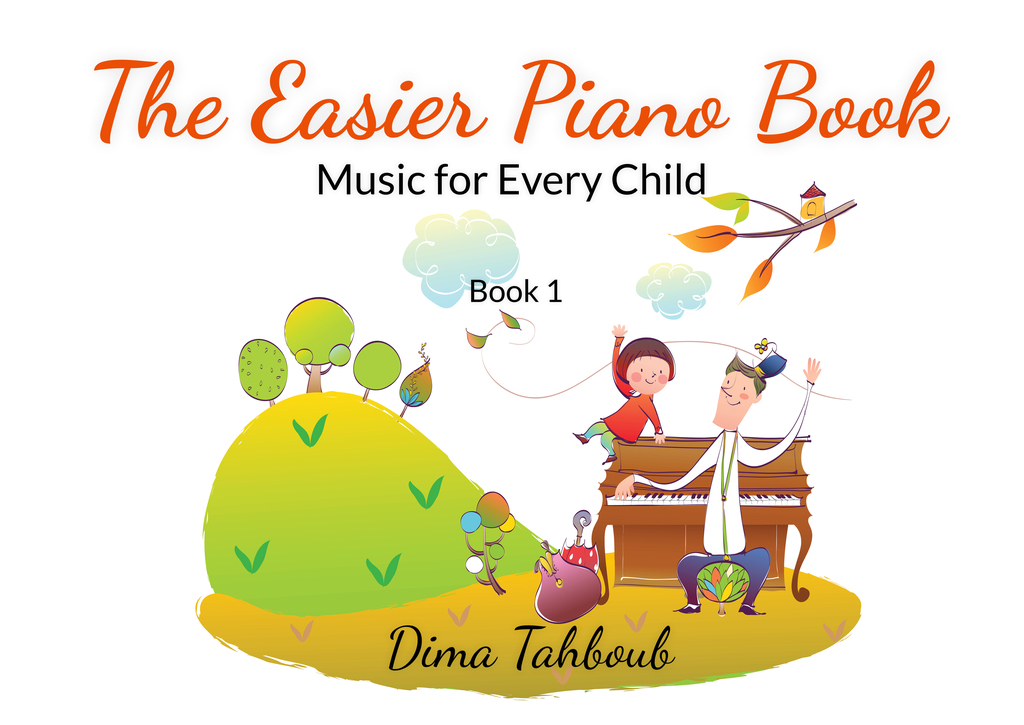 The Easier Piano Book
Music for Every Child
Book 1
Dima Tahboub